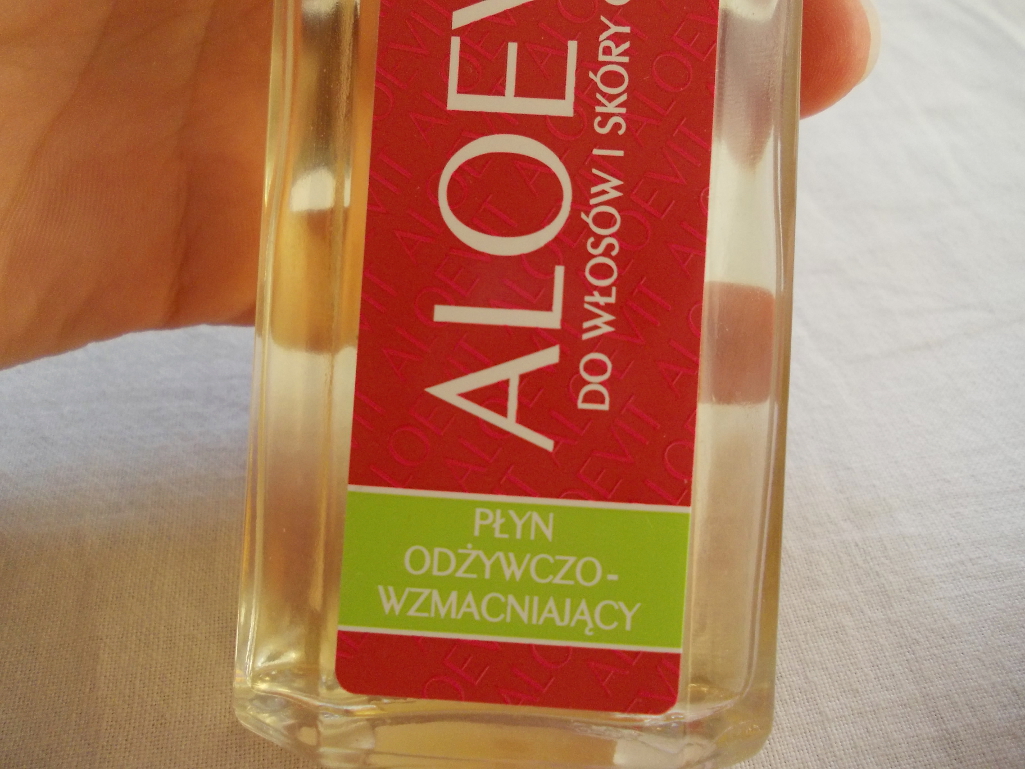 ALOEV
DO WŁOSÓW I SKÓRY
PŁYN
ODŻYWCZO-
WZMACNIAJĄCY